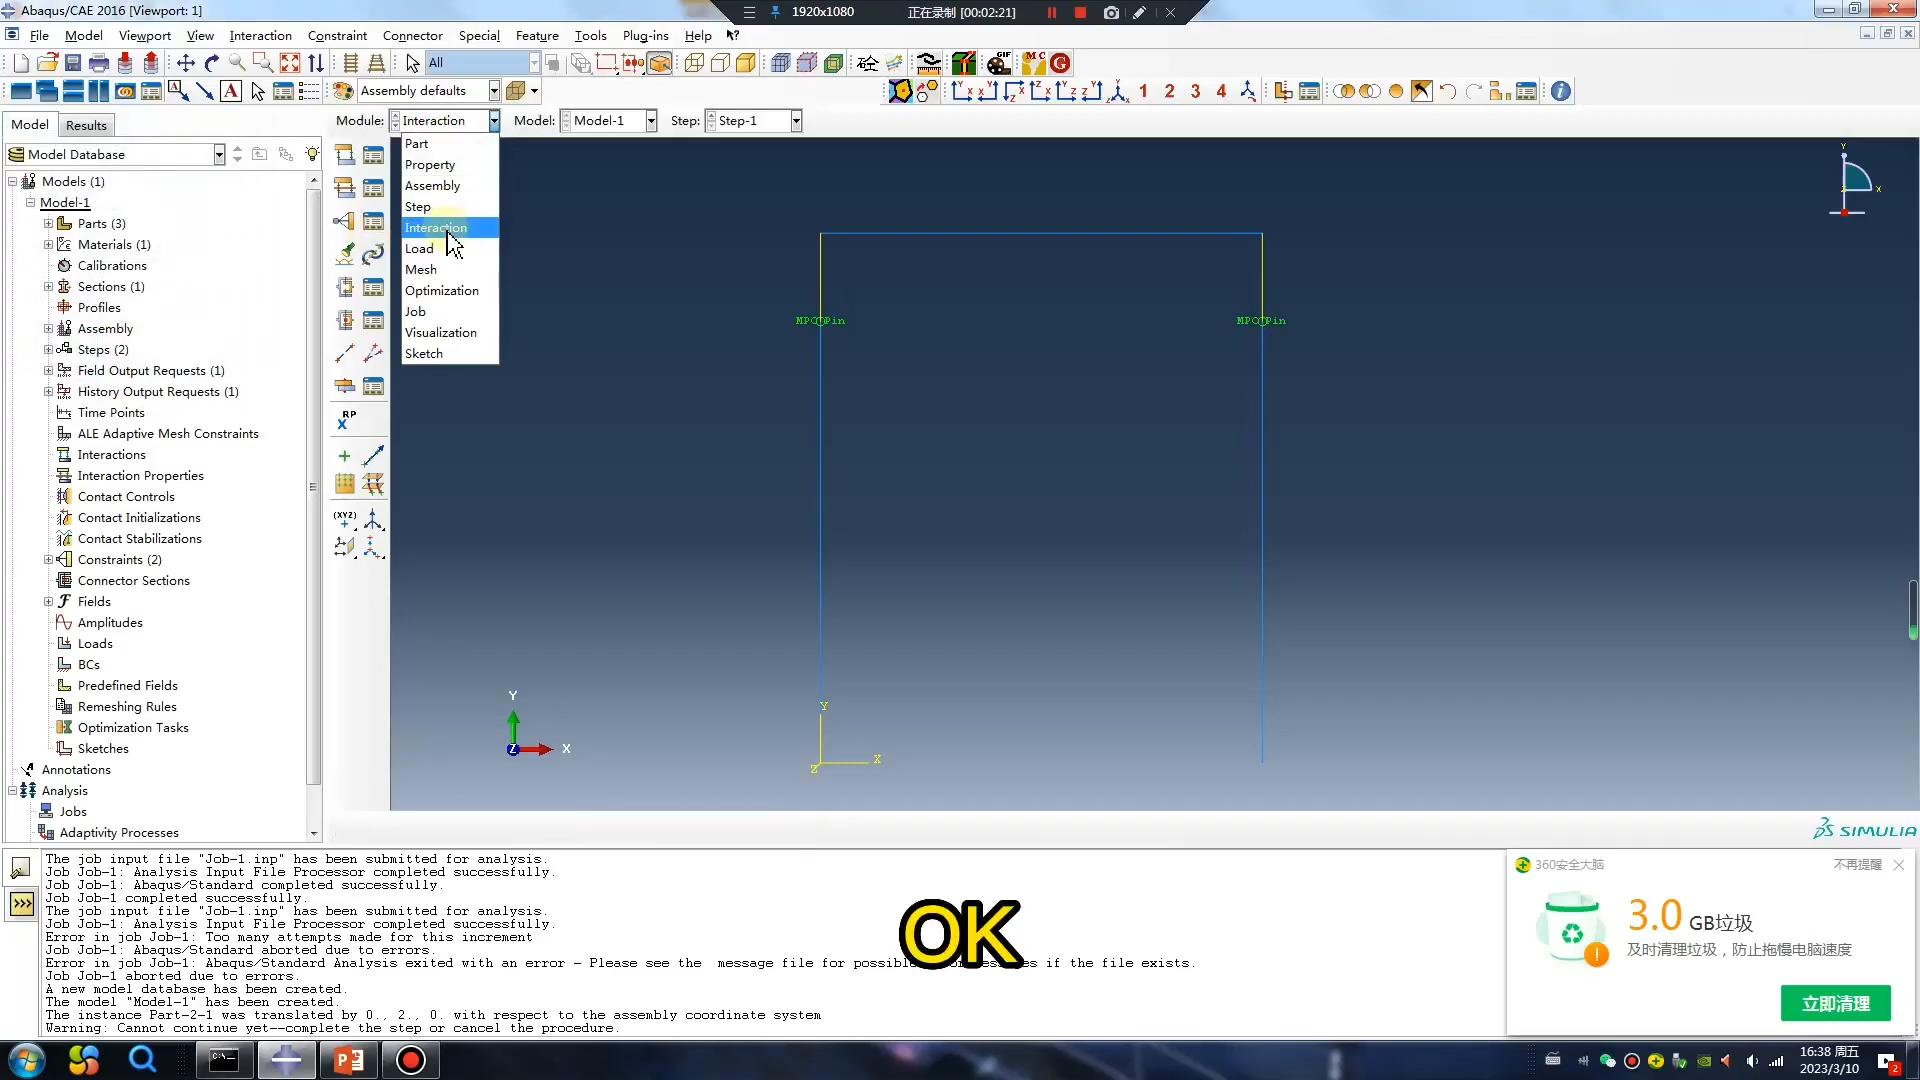 Abaqus/CAE 2016 [Viewport: 1]
1920x1080
正在录制 [00:02:21]
File Model Viewport View Interaction Constraint Connector Special Feature Tools Plug-ins Help
All
GIF
M C
G
A
Assembly defaults
1 2 3 4
Model Results
Module: Interaction Model: Model-1 Step: Step-1
Model Database
Part
Property
Assembly
Step
Interaction
Load
Mesh
Optimization
Job
Visualization
Sketch
Models (1)
Model-1
Parts (3)
Materials (1)
Calibrations
Sections (1)
Profiles
Assembly
Steps (2)
Field Output Requests (1)
History Output Requests (1)
Time Points
ALE Adaptive Mesh Constraints
Interactions
Interaction Properties
Contact Controls
Contact Initializations
Contact Stabilizations
Constraints (2)
Connector Sections
Fields
Amplitudes
Loads
BCs
Predefined Fields
Remeshing Rules
Optimization Tasks
Sketches
Annotations
Analysis
Jobs
Adaptivity Processes
RP
(XYZ)
Y
X
MPC Pin
MPC Pin
Y
X
Z
Y
X
Z
SIMULIA
The job input file "Job-1.inp" has been submitted for analysis.
Job Job-1: Analysis Input File Processor completed successfully.
Job Job-1: Abaqus/Standard completed successfully.
Job Job-1 completed successfully.
The job input file "Job-1.inp" has been submitted for analysis.
Job Job-1: Analysis Input File Processor completed successfully.
Error in job Job-1: Too many attempts made for this increment
Job Job-1: Abaqus/Standard aborted due to errors.
Error in job Job-1: Abaqus/Standard Analysis exited with an error - Please see the message file for possible if the file exists.
Job Job-1 aborted due to errors.
A new model database has been created.
The model "Model-1" has been created.
The instance Part-2-1 was translated by 0., 2., 0. with respect to the assembly coordinate system
Warning: Cannot continue yet--complete the step or cancel the procedure.
OK
360安全大脑
不再提醒
3.0 GB垃圾
及时清理垃圾，防止拖慢电脑速度
立即清理
16:38 周五
2023/3/10
2